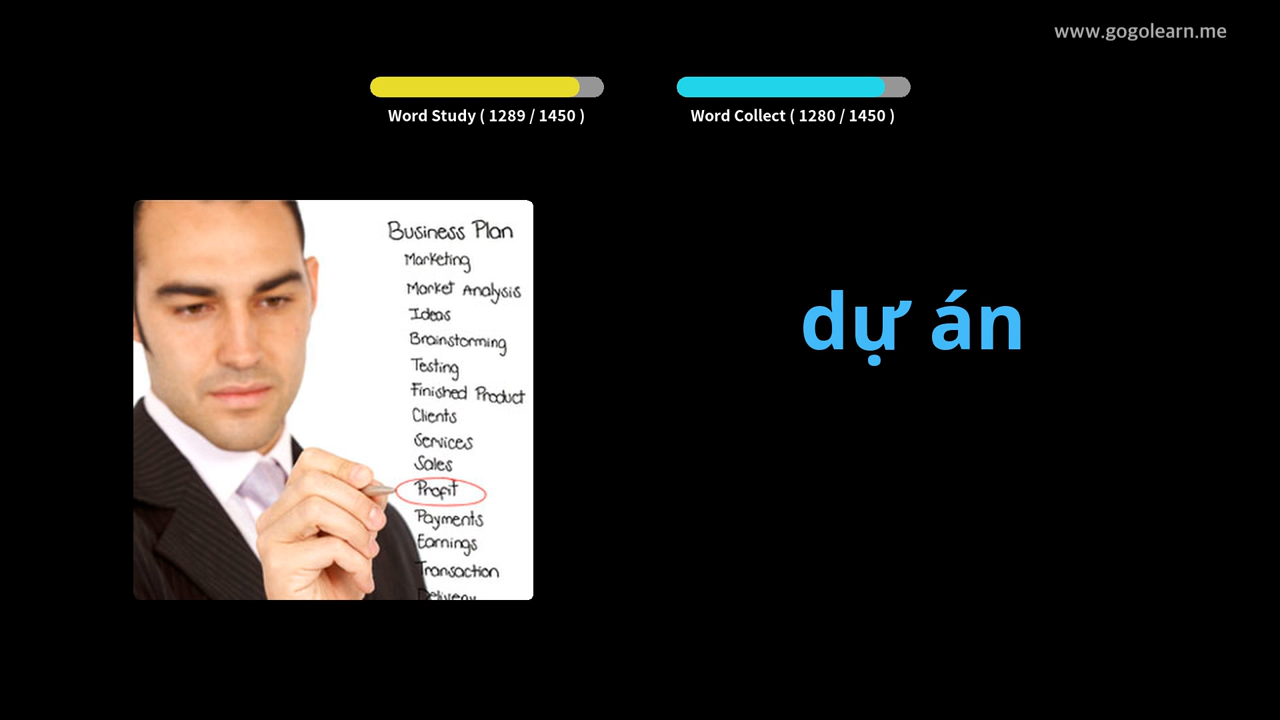 www.gogolearn.me
Word Study ( 1289 / 1450 )
Word Collect ( 1280 / 1450 )
Business Plan
Marketing
Market Analysis
Ideas
Brainstorming
Testing
Finished Product
Clients
Services
Sales
Profit
Payments
Earnings
Transaction
Delivery
dự án